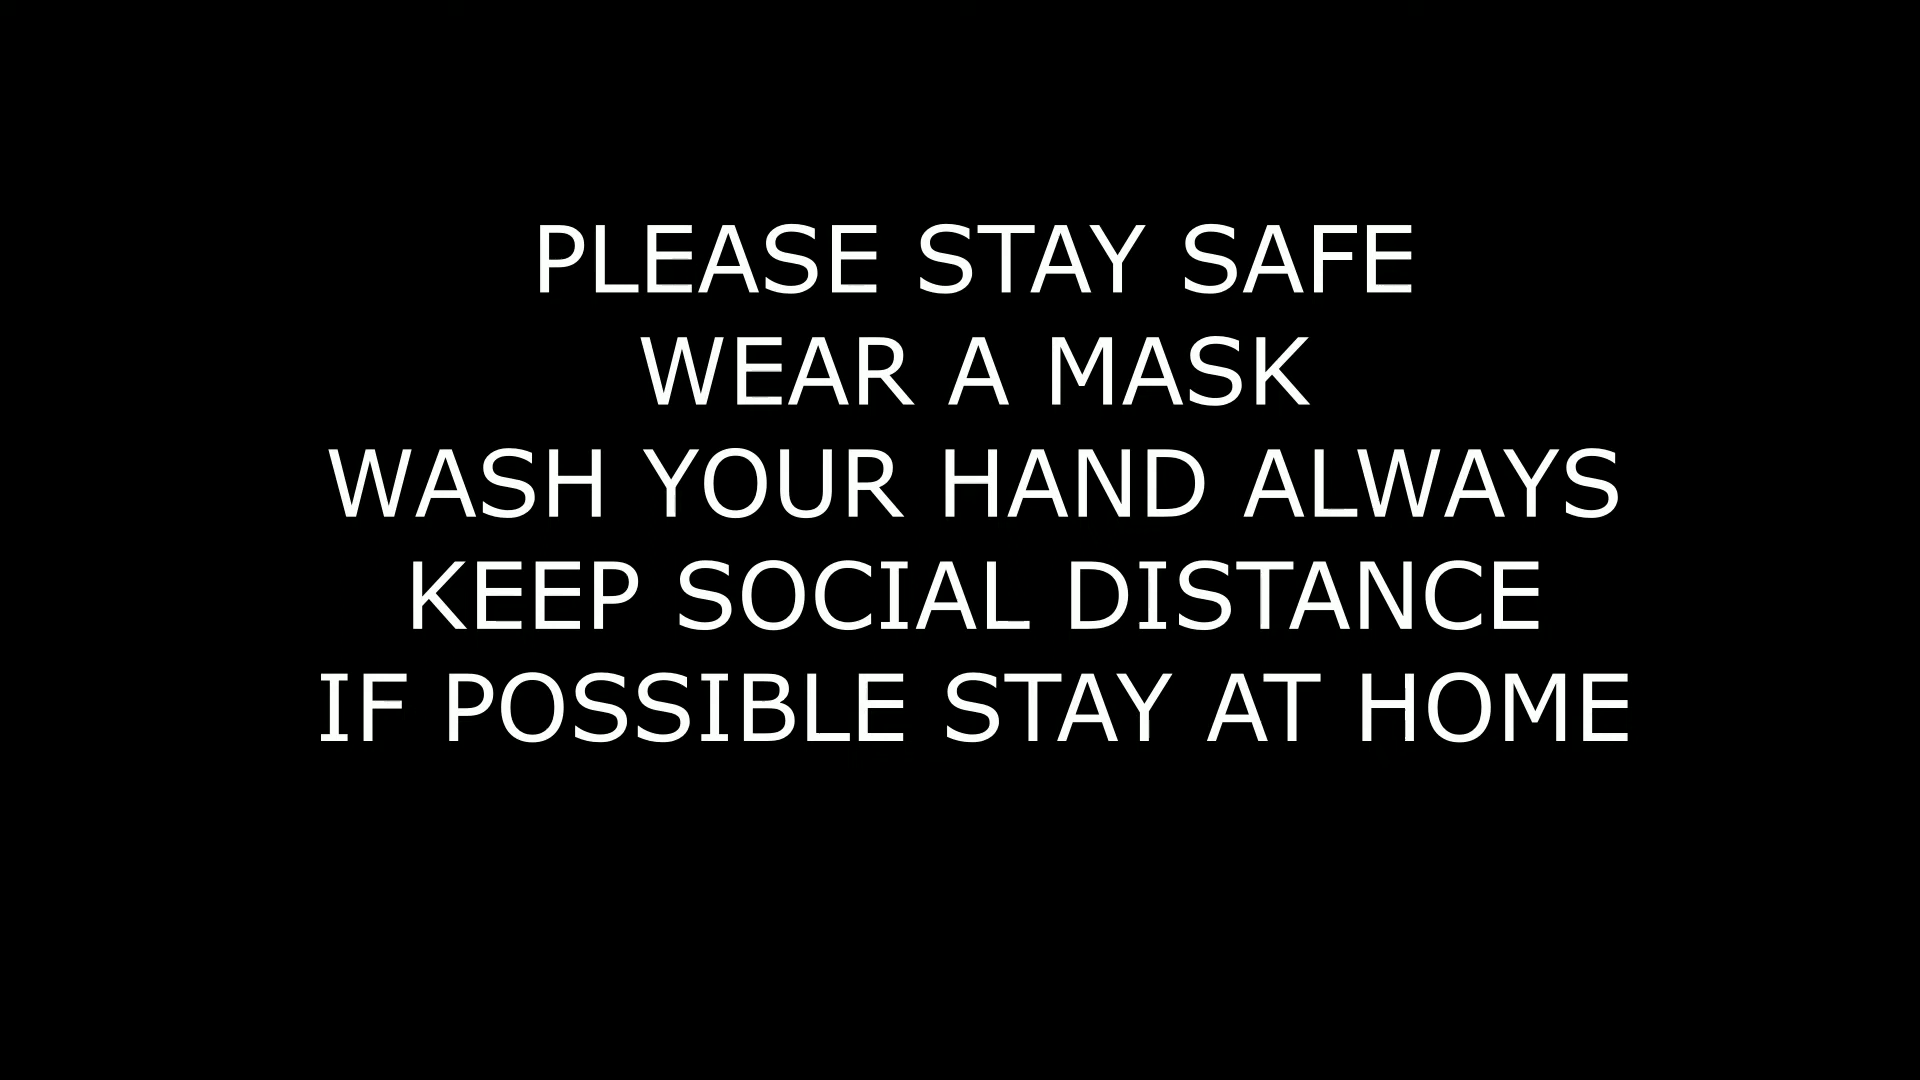 PLEASE STAY SAFE
WEAR A MASK
WASH YOUR HAND ALWAYS
KEEP SOCIAL DISTANCE
IF POSSIBLE STAY AT HOME